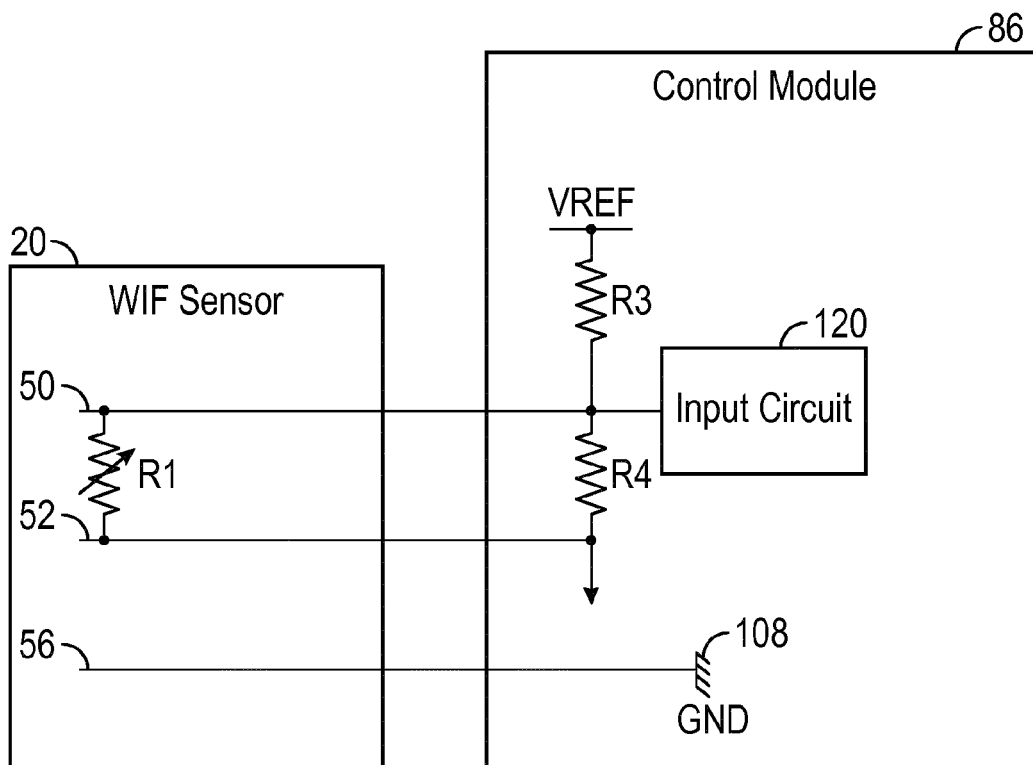 86
Control Module
VREF
20
WIF Sensor
R3
120
50
Input Circuit
R1
R4
52
56
108
GND